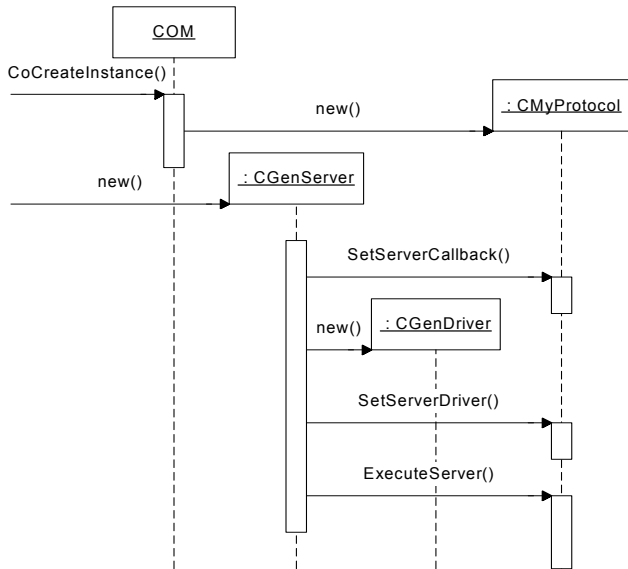 COM
CoCreateInstance()
new()
: CMyProtocol
new()
: CGenServer
SetServerCallback()
new()
: CGenDriver
SetServerDriver()
ExecuteServer()